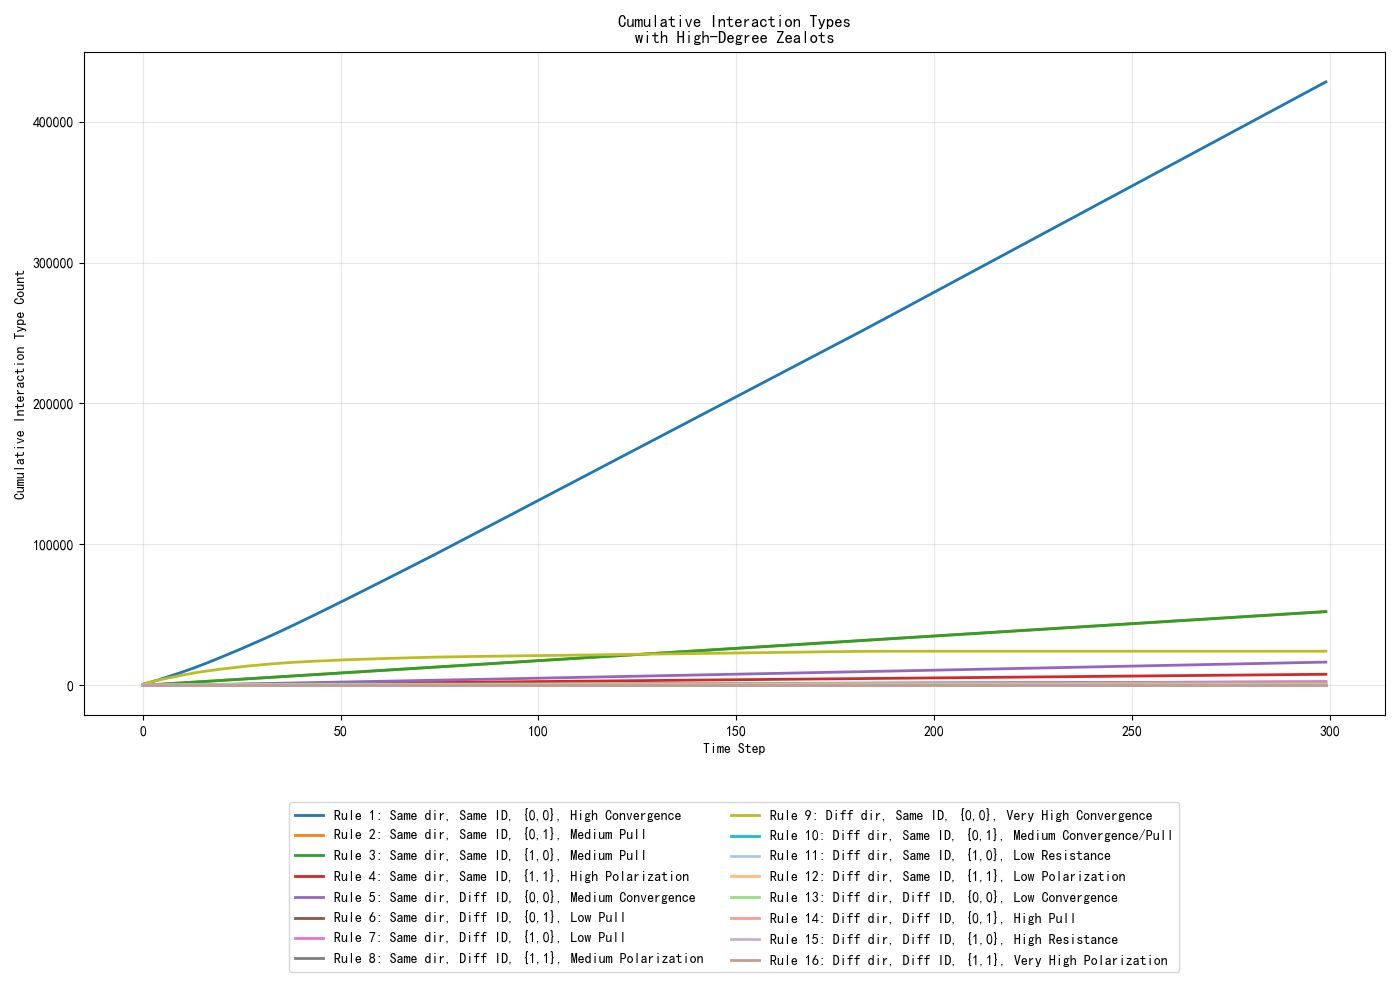 Cumulative Interaction Types
with High-Degree Zealots
Cumulative Interaction Type Count
400000
300000
200000
100000
0
0
50
100
150
200
250
300
Time Step
Rule 1: Same dir, Same ID, {0,0}, High Convergence
Rule 2: Same dir, Same ID, {0,1}, Medium Pull
Rule 3: Same dir, Same ID, {1,0}, Medium Pull
Rule 4: Same dir, Same ID, {1,1}, High Polarization
Rule 5: Same dir, Diff ID, {0,0}, Medium Convergence
Rule 6: Same dir, Diff ID, {0,1}, Low Pull
Rule 7: Same dir, Diff ID, {1,0}, Low Pull
Rule 8: Same dir, Diff ID, {1,1}, Medium Polarization
Rule 9: Diff dir, Same ID, {0,0}, Very High Convergence
Rule 10: Diff dir, Same ID, {0,1}, Medium Convergence/Pull
Rule 11: Diff dir, Same ID, {1,0}, Low Resistance
Rule 12: Diff dir, Same ID, {1,1}, Low Polarization
Rule 13: Diff dir, Diff ID, {0,0}, Low Convergence
Rule 14: Diff dir, Diff ID, {0,1}, High Pull
Rule 15: Diff dir, Diff ID, {1,0}, High Resistance
Rule 16: Diff dir, Diff ID, {1,1}, Very High Polarization